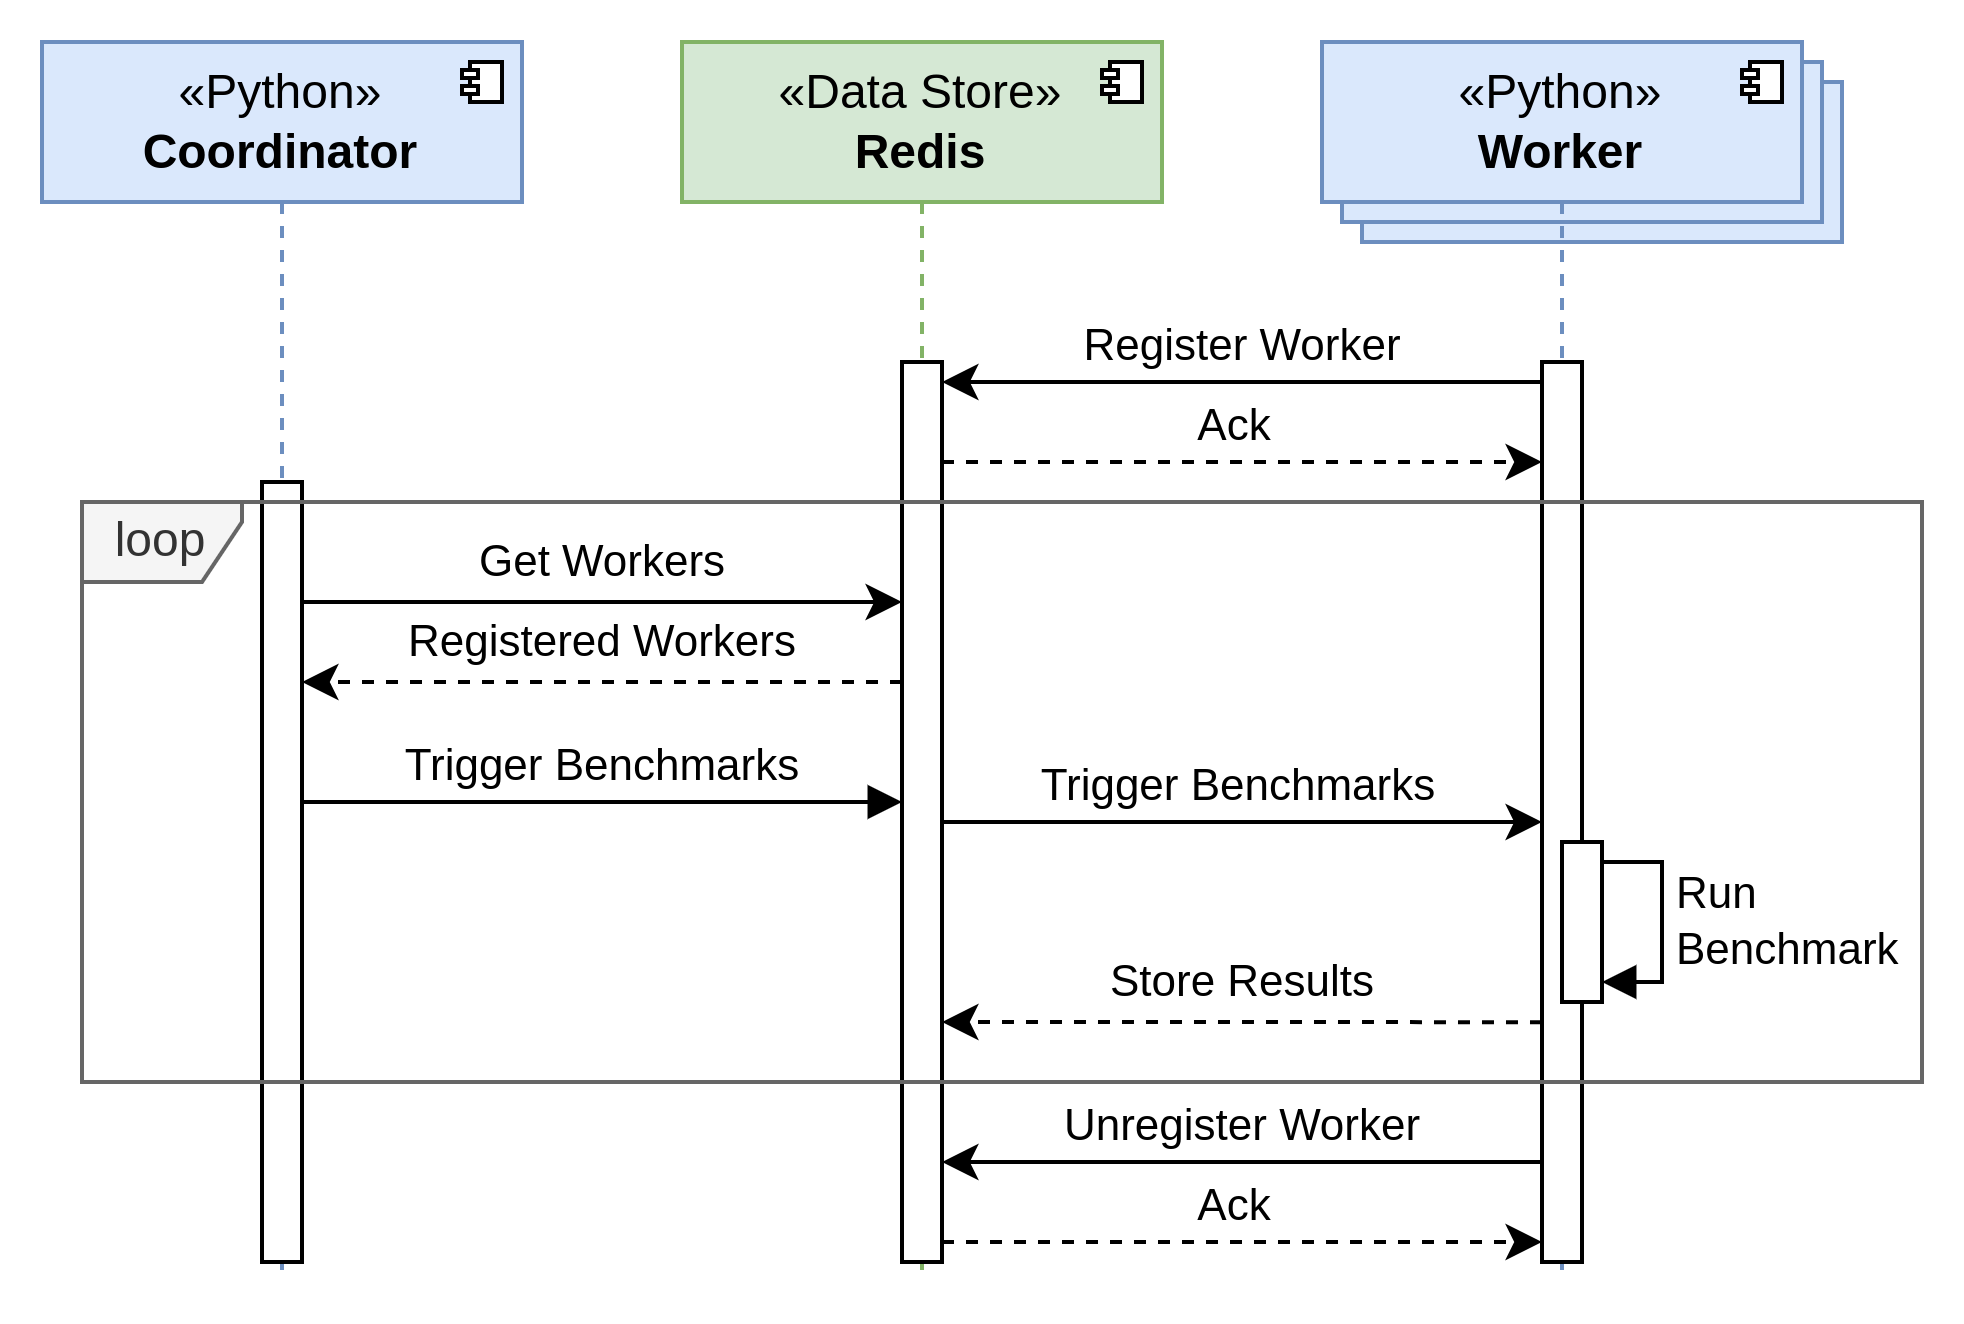 «Python»
Coordinator
«Data Store»
Redis
«Python»
Worker
Register Worker
Ack
loop
Get Workers
Registered Workers
Trigger Benchmarks
Trigger Benchmarks
Run
Benchmark
Store Results
Unregister Worker
Ack